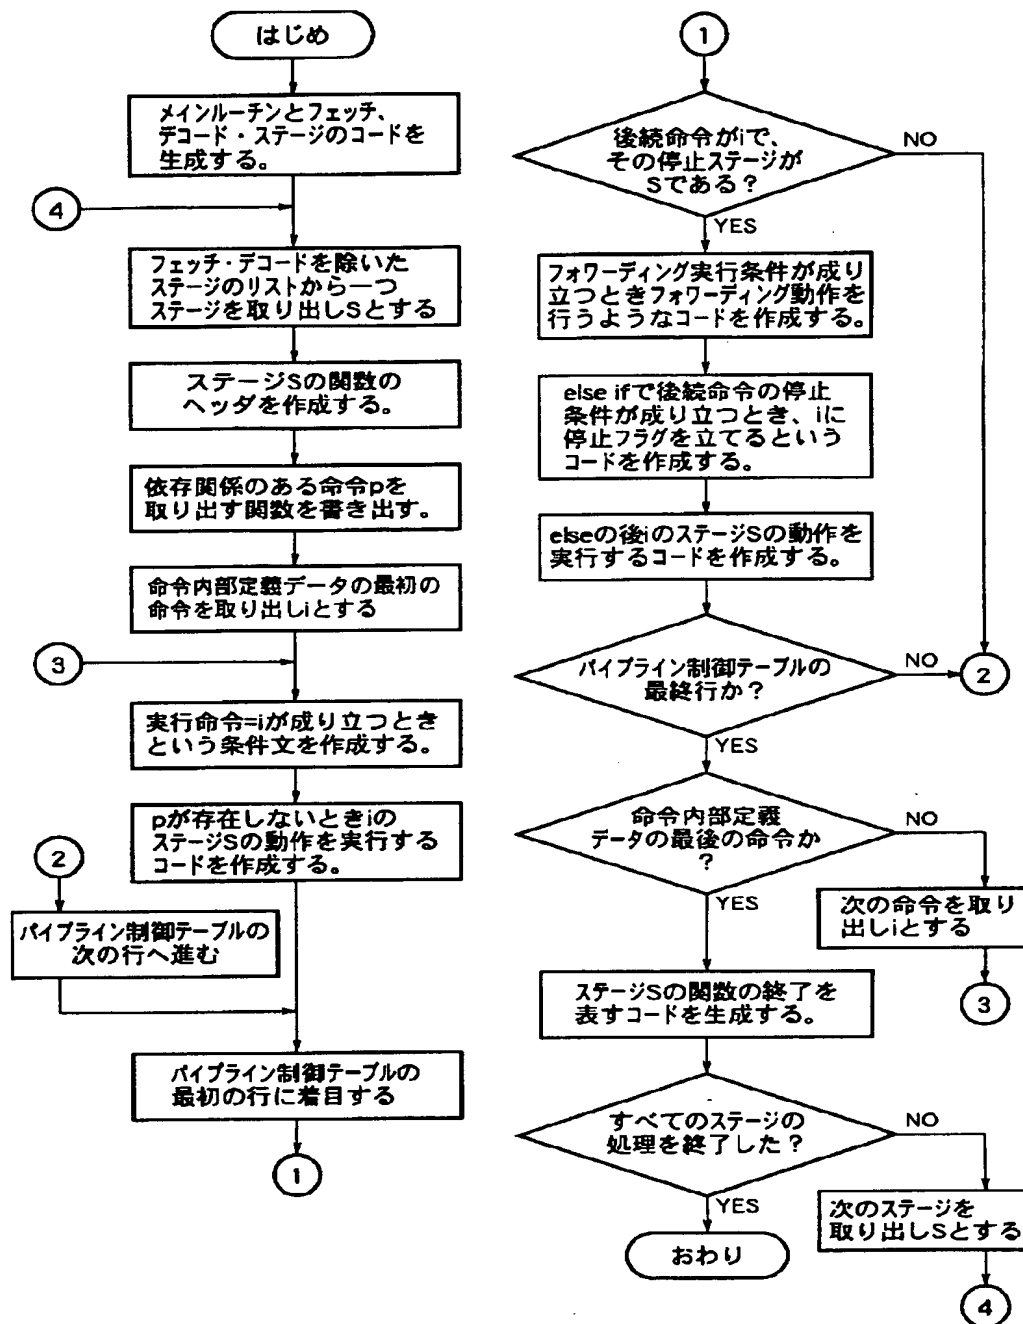 はじめ
メインルーチンとフェッチ、
デコード・ステージのコードを
生成する。
4
フェッチ・デコードを除いた
ステージのリストから一つ
ステージを取り出しSとする
ステージSの関数の
ヘッダを作成する。
依存関係のある命令pを
取り出す関数を書き出す。
命令内部定義データの最初の
命令を取り出しiとする
3
実行命令=iが成り立つとき
という条件文を作成する。
pが存在しないときiの
ステージSの動作を実行する
コードを作成する。
2
パイプライン制御テーブルの
次の行へ進む
パイプライン制御テーブルの
最初の行に着目する
1
1
後続命令がiで、
その停止ステージが
Sである？
NO
YES
フォワーディング実行条件が成り
立つときフォワーディング動作を
行うようなコードを作成する。
else ifで後続命令の停止
条件が成り立つとき、iに
停止フラグを立てるという
コードを作成する。
elseの後iのステージSの動作を
実行するコードを作成する。
パイプライン制御テーブルの
最終行か？
NO
2
YES
命令内部定義
データの最後の命令か
？
NO
YES
次の命令を取り
出しiとする
3
ステージSの関数の終了を
表すコードを生成する。
すべてのステージの
処理を終了した？
NO
YES
次のステージを
取り出しSとする
おわり
4